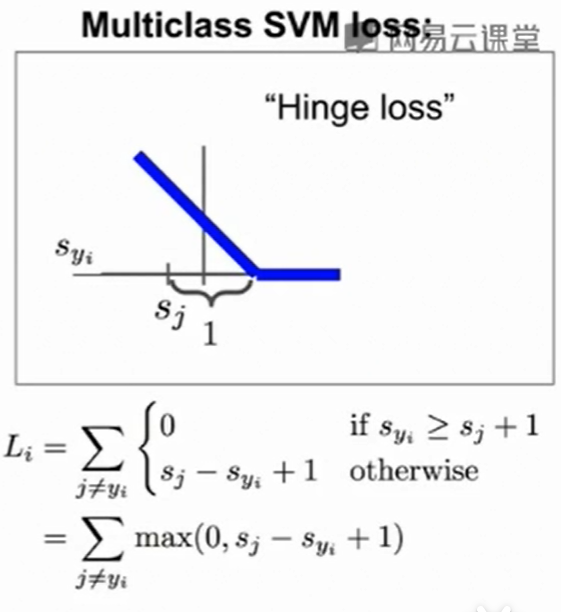 Multiclass SVM loss:
网易云课堂
“Hinge loss”
s_{y_i}
s_j
1
L_i = \sum_{j \neq y_i} \begin{cases} 0 & \text{if } s_{y_i} \geq s_j + 1 \\ s_j - s_{y_i} + 1 & \text{otherwise} \end{cases}
= \sum_{j \neq y_i} \max(0, s_j - s_{y_i} + 1)